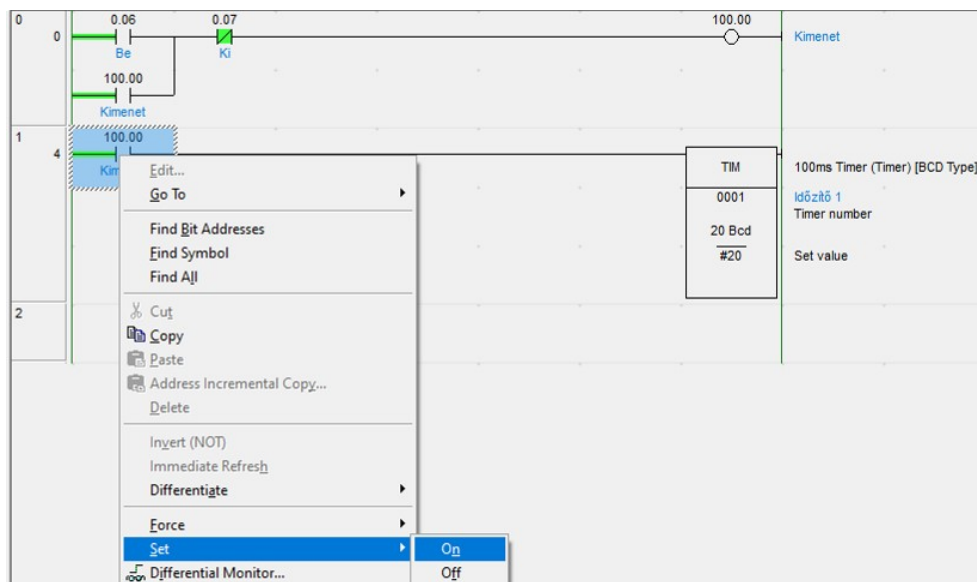 0
0.06
0.07
100.00
0
Kimenet
Be
Ki
100.00
Kimenet
1
100.00
4
Kim
TIM
100ms Timer (Timer) [BCD Type]
0001
Időzítő 1
Timer number
20 Bcd
#20
Set value
2
Edit...
Go To
Find Bit Addresses
Find Symbol
Find All
Cut
Copy
Paste
Address Incremental Copy...
Delete
Invert (NOT)
Immediate Refresh
Differentiate
Force
Set
On
Differential Monitor...
Off